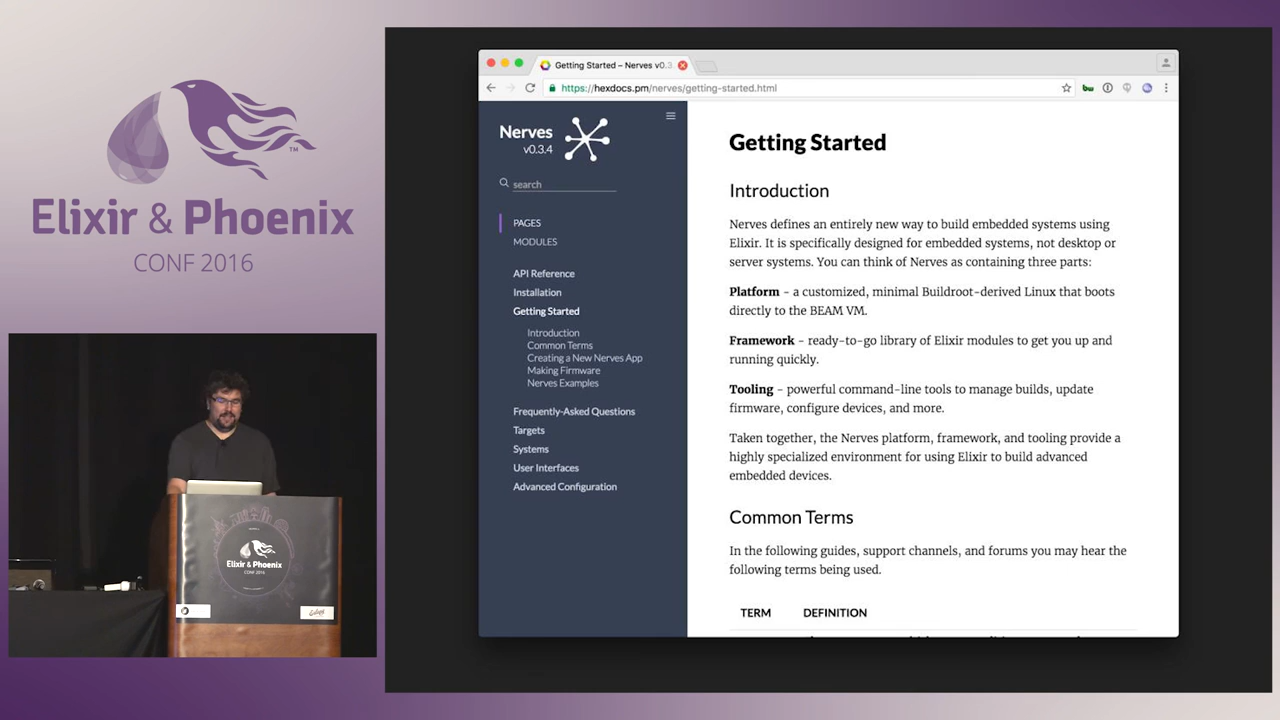 Elixir & Phoenix
™
CONF 2016
Elixir & Phoenix
CONF 2016
Getting Started – Nerves v0.3
https://hexdocs.pm/nerves/getting-started.html
Nerves
v0.3.4
search
PAGES
MODULES
API Reference
Installation
Getting Started
Introduction
Common Terms
Creating a New Nerves App
Making Firmware
Nerves Examples
Frequently-Asked Questions
Targets
Systems
User Interfaces
Advanced Configuration
Getting Started
Introduction
Nerves defines an entirely new way to build embedded systems using
Elixir. It is specifically designed for embedded systems, not desktop or
server systems. You can think of Nerves as containing three parts:
Platform – a customized, minimal Buildroot-derived Linux that boots
directly to the BEAM VM.
Framework – ready-to-go library of Elixir modules to get you up and
running quickly.
Tooling – powerful command-line tools to manage builds, update
firmware, configure devices, and more.
Taken together, the Nerves platform, framework, and tooling provide a
highly specialized environment for using Elixir to build advanced
embedded devices.
Common Terms
In the following guides, support channels, and forums you may hear the
following terms being used.
TERM DEFINITION